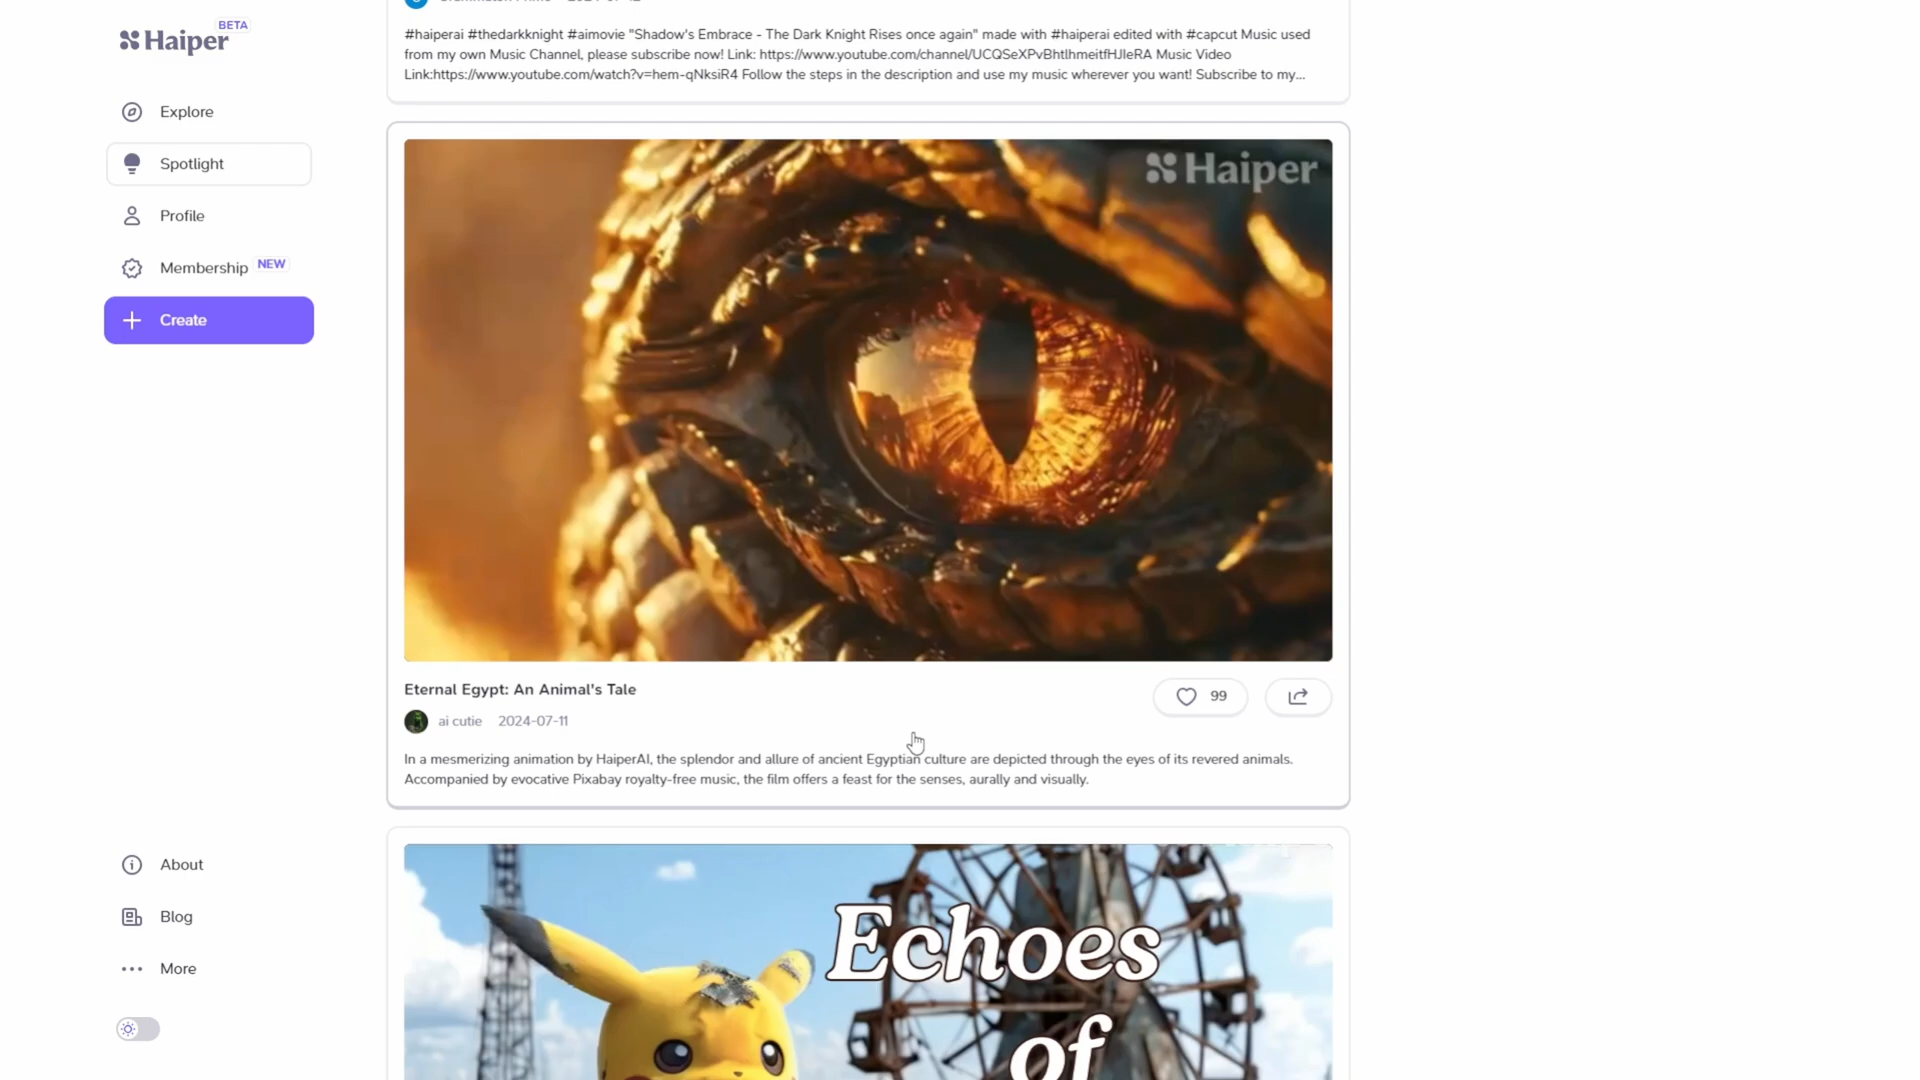 BETA
Haiper
#haiperai #thedarkknight #aimovie "Shadow's Embrace - The Dark Knight Rises once again" made with #haiperai edited with #capcut Music used
from my own Music Channel, please subscribe now! Link: https://www.youtube.com/channel/UCQSeXPvBhtlhmeitfHJIeRA Music Video
Link:https://www.youtube.com/watch?v=hem-qNksiR4 Follow the steps in the description and use my music wherever you want! Subscribe to my...
Explore
Spotlight
Profile
Membership NEW
Create
Haiper
Eternal Egypt: An Animal's Tale
99
ai cutie 2024-07-11
In a mesmerizing animation by HaiperAI, the splendor and allure of ancient Egyptian culture are depicted through the eyes of its revered animals.
Accompanied by evocative Pixabay royalty-free music, the film offers a feast for the senses, aurally and visually.
About
Blog
More
Echoes
of